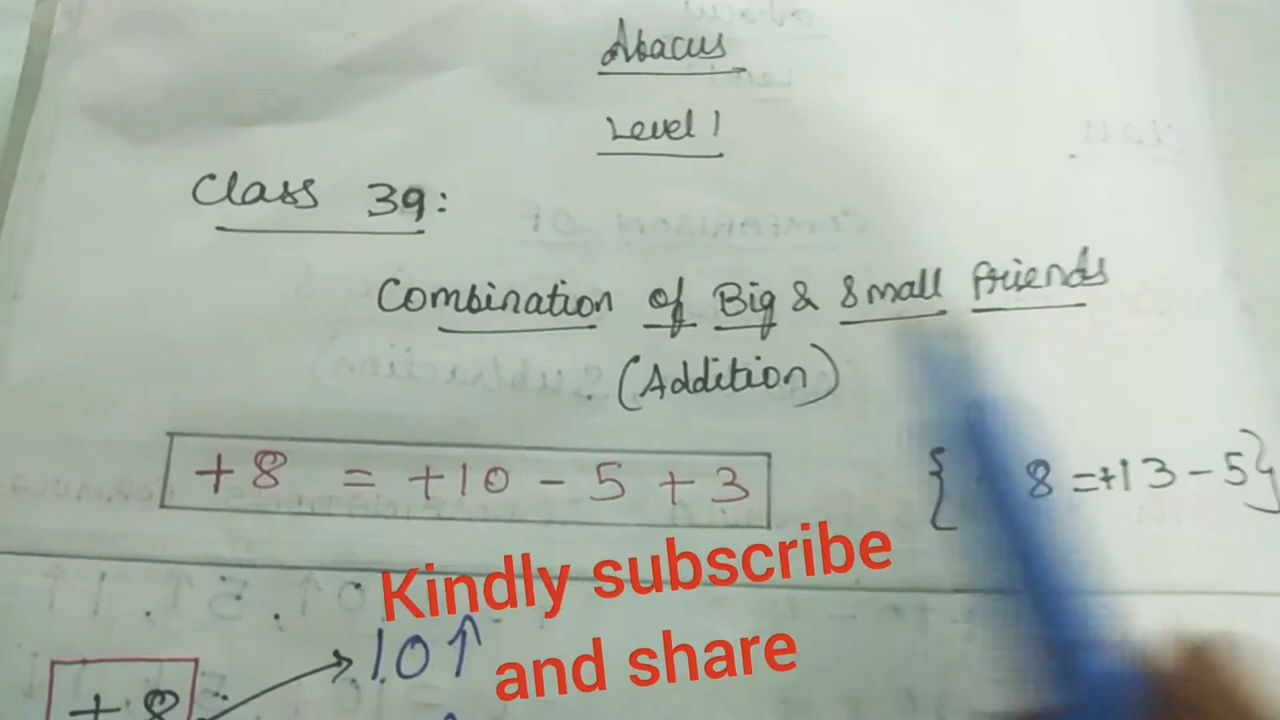 Abacus
Level 1
Class 39:
Combination of Big & Small friends
(Addition)
+8 = +10 - 5 + 3
{ 8 = +13 - 5}
Kindly subscribe
and share
10↑
+8